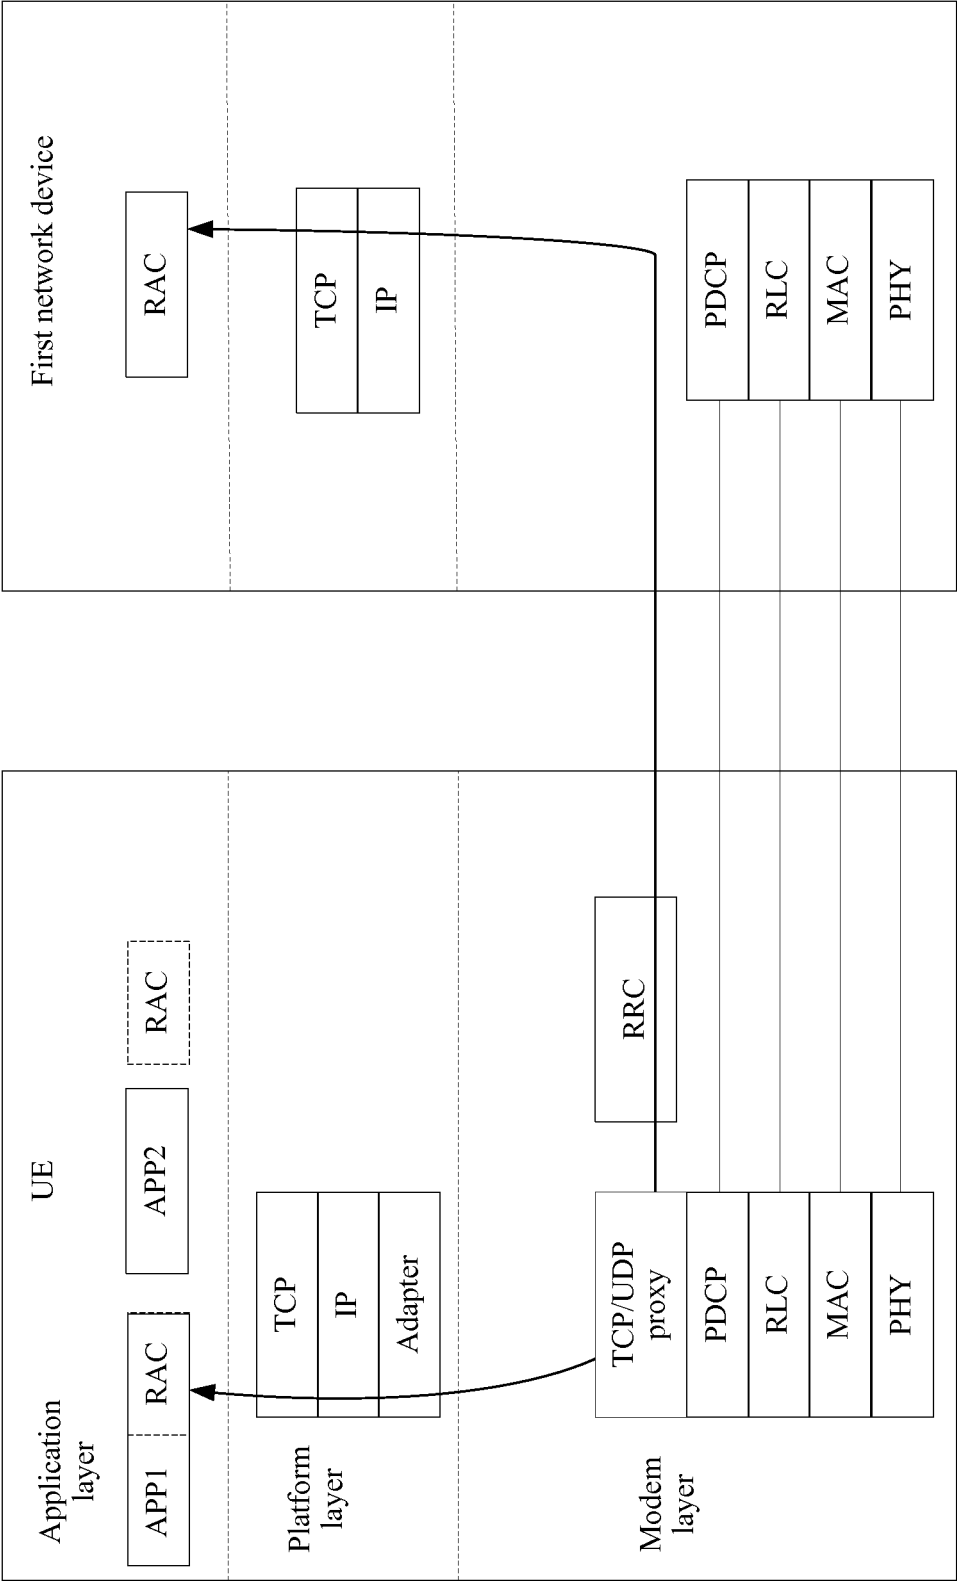 UE
First network device
Application
layer
APP1
RAC
APP2
RAC
RAC
Platform
layer
TCP
IP
Adapter
TCP
IP
Modem
layer
TCP/UDP
proxy
RRC
PDCP
RLC
MAC
PHY
PDCP
RLC
MAC
PHY